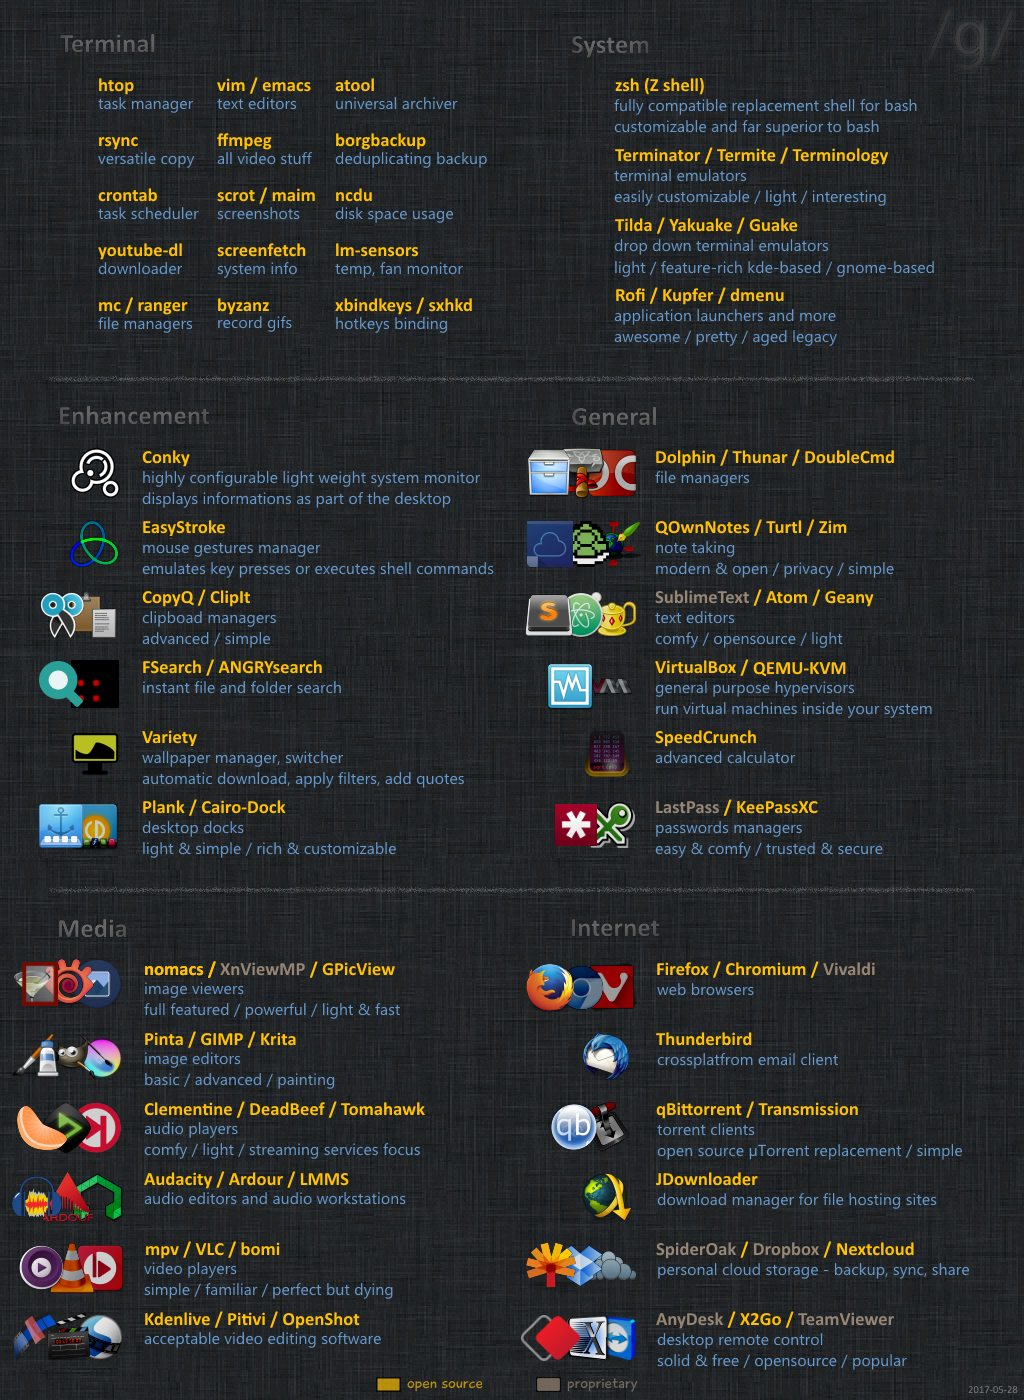 /g/
Terminal
htop
task manager
vim / emacs
text editors
atool
universal archiver
rsync
versatile copy
ffmpeg
all video stuff
borgbackup
deduplicating backup
crontab
task scheduler
scrot / maim
screenshots
ncdu
disk space usage
youtube-dl
downloader
screenfetch
system info
lm-sensors
temp, fan monitor
mc / ranger
file managers
byzanz
record gifs
xbindkeys / sxhkd
hotkeys binding
System
zsh (Z shell)
fully compatible replacement shell for bash
customizable and far superior to bash
Terminator / Termite / Terminology
terminal emulators
easily customizable / light / interesting
Tilda / Yakuake / Guake
drop down terminal emulators
light / feature-rich kde-based / gnome-based
Rofi / Kupfer / dmenu
application launchers and more
awesome / pretty / aged legacy
Enhancement
Conky
highly configurable light weight system monitor
displays informations as part of the desktop
EasyStroke
mouse gestures manager
emulates key presses or executes shell commands
CopyQ / ClipIt
clipboad managers
advanced / simple
FSearch / ANGRYsearch
instant file and folder search
Variety
wallpaper manager, switcher
automatic download, apply filters, add quotes
Plank / Cairo-Dock
desktop docks
light & simple / rich & customizable
General
Dolphin / Thunar / DoubleCmd
file managers
QOwnNotes / Turtl / Zim
note taking
modern & open / privacy / simple
SublimeText / Atom / Geany
text editors
comfy / opensource / light
VirtualBox / QEMU-KVM
general purpose hypervisors
run virtual machines inside your system
SpeedCrunch
advanced calculator
LastPass / KeePassXC
passwords managers
easy & comfy / trusted & secure
Media
nomacs / XnViewMP / GPicView
image viewers
full featured / powerful / light & fast
Pinta / GIMP / Krita
image editors
basic / advanced / painting
Clementine / DeadBeef / Tomahawk
audio players
comfy / light / streaming services focus
Audacity / Ardour / LMMS
audio editors and audio workstations
mpv / VLC / bomi
video players
simple / familiar / perfect but dying
Kdenlive / Pitivi / OpenShot
acceptable video editing software
Internet
Firefox / Chromium / Vivaldi
web browsers
Thunderbird
crossplatfrom email client
qb
qBittorrent / Transmission
torrent clients
open source µTorrent replacement / simple
JDownloader
download manager for file hosting sites
SpiderOak / Dropbox / Nextcloud
personal cloud storage - backup, sync, share
AnyDesk / X2Go / TeamViewer
desktop remote control
solid & free / opensource / popular
open source
proprietary
2017-05-28